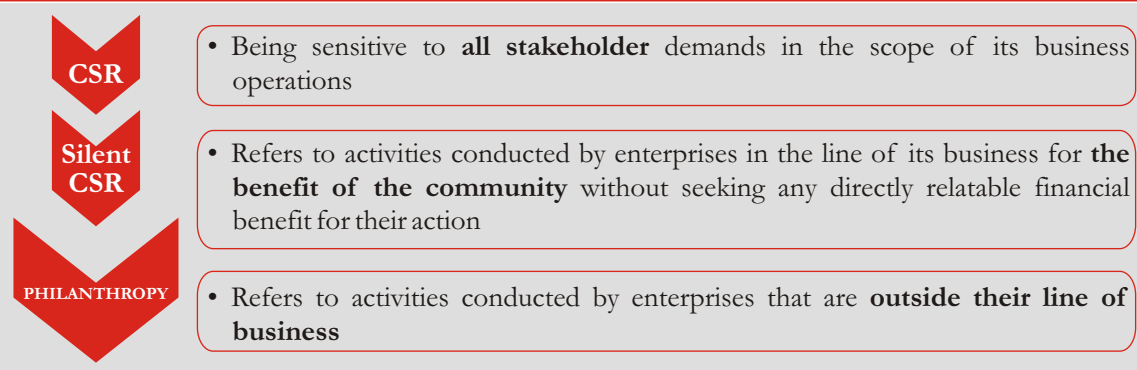 CSR
• Being sensitive to all stakeholder demands in the scope of its business
operations
Silent
CSR
• Refers to activities conducted by enterprises in the line of its business for the
benefit of the community without seeking any directly relatable financial
benefit for their action
PHILANTHROPY
• Refers to activities conducted by enterprises that are outside their line of
business